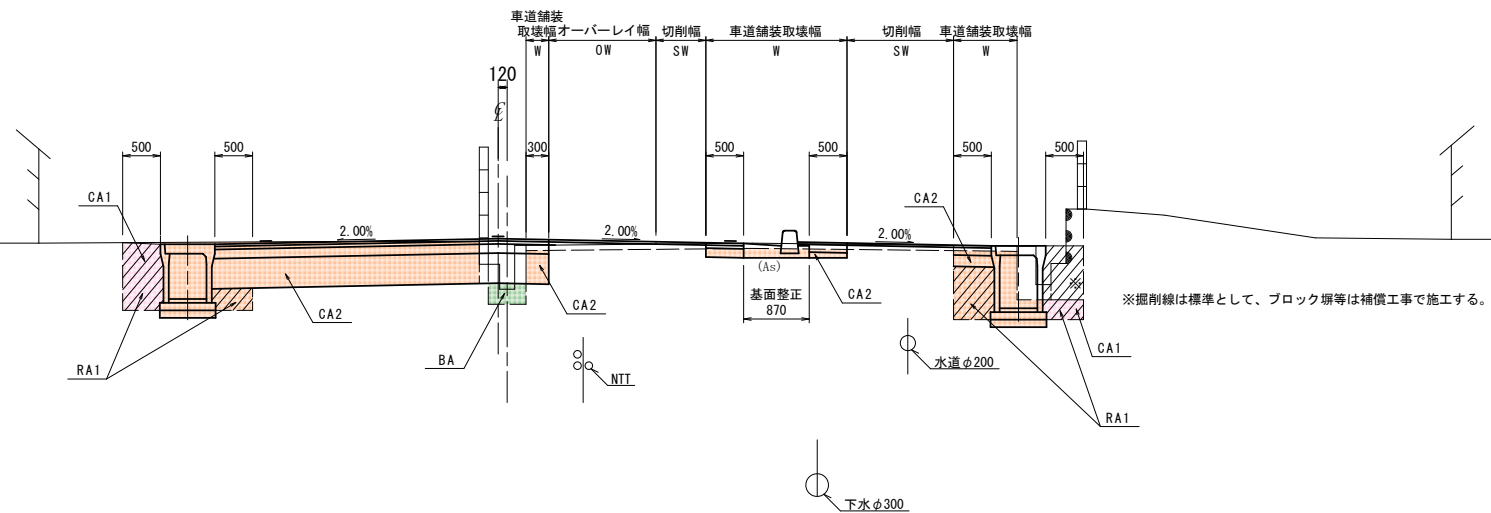 車道舗装
取壊幅
オーバーレイ幅
切削幅
車道舗装取壊幅
切削幅
車道舗装取壊幅
W
OW
SW
W
SW
W
120
CL
500
500
300
500
500
500
500
CA1
CA2
2.00%
2.00%
2.00%
(As)
CA2
基面整正
870
CA2
CA2
※
※掘削線は標準として、ブロック塀等は補償工事で施工する。
RA1
BA
NTT
水道φ200
CA1
RA1
下水φ300